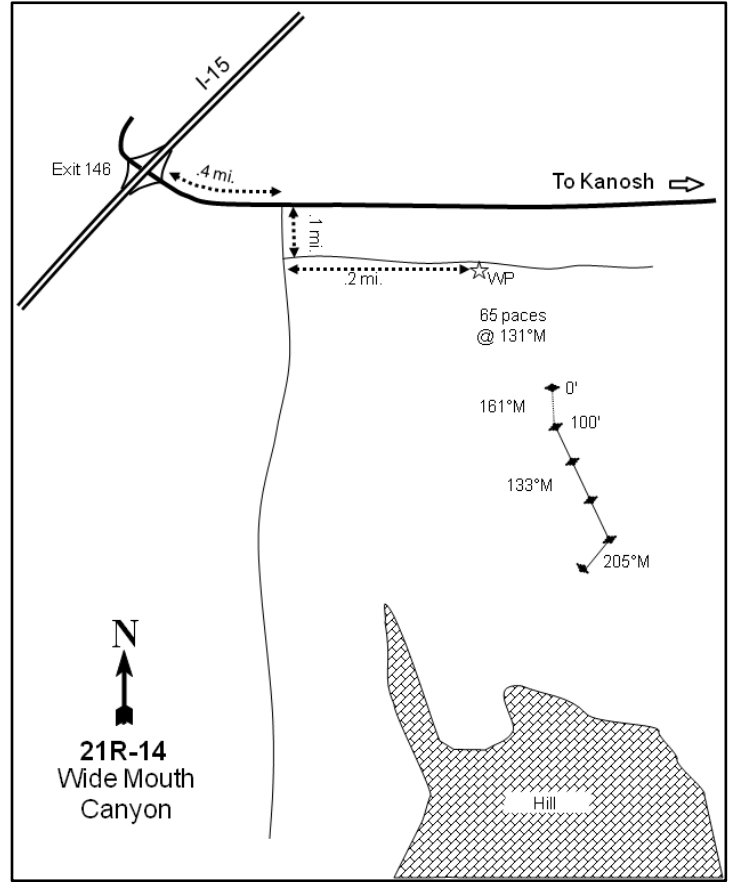 I-15
Exit 146
.4 mi.
To Kanosh
.1 mi.
.2 mi.
WP
65 paces
@ 131°M
0'
161°M
100'
133°M
205°M
N
21R-14
Wide Mouth
Canyon
Hill